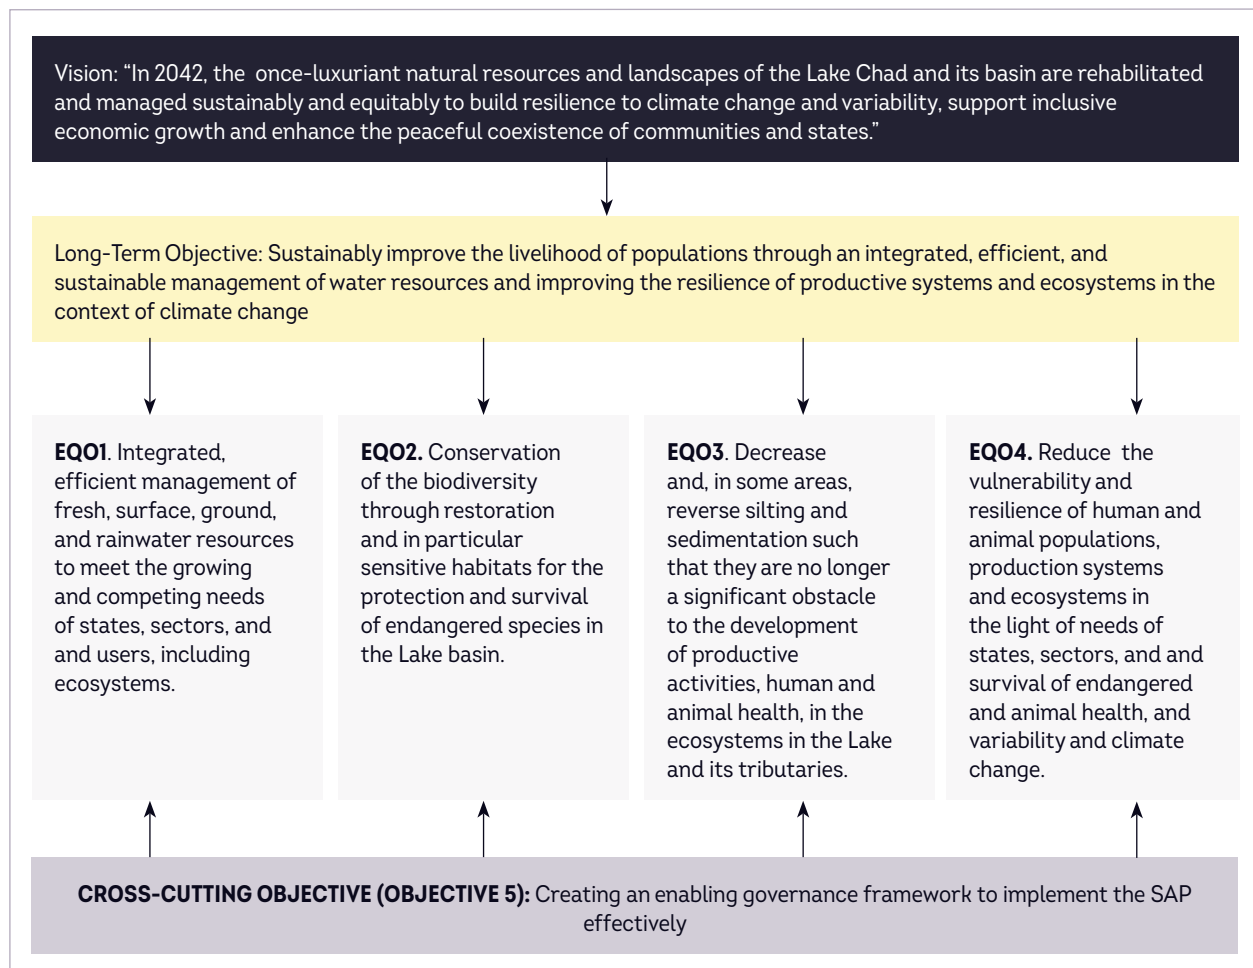 Vision: “In 2042, the once-luxuriant natural resources and landscapes of the Lake Chad and its basin are rehabilitated
and managed sustainably and equitably to build resilience to climate change and variability, support inclusive
economic growth and enhance the peaceful coexistence of communities and states.”
Long-Term Objective: Sustainably improve the livelihood of populations through an integrated, efficient, and
sustainable management of water resources and improving the resilience of productive systems and ecosystems in the
context of climate change
EQO1. Integrated,
efficient management of
fresh, surface, ground,
and rainwater resources
to meet the growing
and competing needs
of states, sectors, and
and users, including
ecosystems.
EQO2. Conservation
of the biodiversity
through restoration
and in particular
sensitive habitats for the
protection and survival
of endangered species in
the Lake basin.
EQO3. Decrease
and, in some areas,
reverse silting and
sedimentation such
that they are no longer
a significant obstacle
to the development
of productive
activities, human and
animal health, in the
ecosystems in the Lake
and its tributaries.
EQO4. Reduce the
vulnerability and
resilience of human and
animal populations,
production systems
and ecosystems in
the light of needs of
states, sectors, and and
survival of endangered
and animal health, and
variability and climate
change.
CROSS-CUTTING OBJECTIVE (OBJECTIVE 5): Creating an enabling governance framework to implement the SAP
effectively